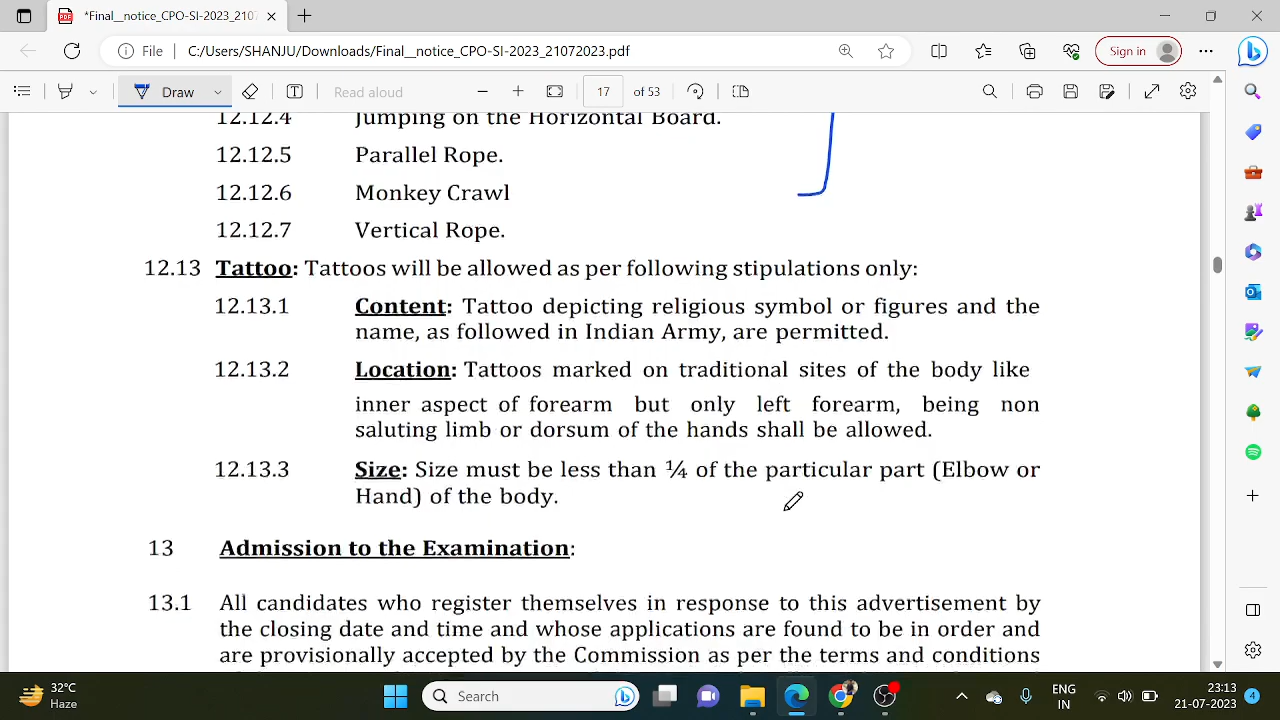 *Final__notice_CPO-SI-2023_2107
File
C:/Users/SHANJU/Downloads/Final__notice_CPO-SI-2023_21072023.pdf
Sign in
Draw
Read aloud
17 of 53
12.12.4 Jumping on the Horizontal Board.
12.12.5 Parallel Rope.
12.12.6 Monkey Crawl
12.12.7 Vertical Rope.
12.13 Tattoo: Tattoos will be allowed as per following stipulations only:
12.13.1 Content: Tattoo depicting religious symbol or figures and the
name, as followed in Indian Army, are permitted.
12.13.2 Location: Tattoos marked on traditional sites of the body like
inner aspect of forearm but only left forearm, being non
saluting limb or dorsum of the hands shall be allowed.
12.13.3 Size: Size must be less than ¼ of the particular part (Elbow or
Hand) of the body.
13 Admission to the Examination:
13.1 All candidates who register themselves in response to this advertisement by
the closing date and time and whose applications are found to be in order and
are provisionally accepted by the Commission as per the terms and conditions
32°C
Haze
Search
ENG
IN
23:13
21-07-2023
4